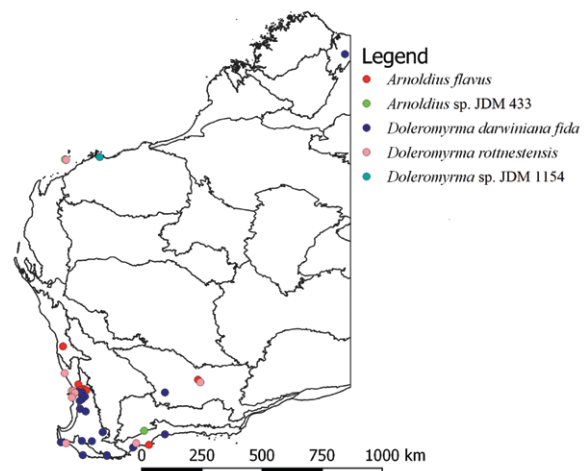 Legend
Arnoldius flavus
Arnoldius sp. JDM 433
Doleromyrma darwiniana fida
Doleromyrma rottnestensis
Doleromyrma sp. JDM 1154
0 250 500 750 1000 km